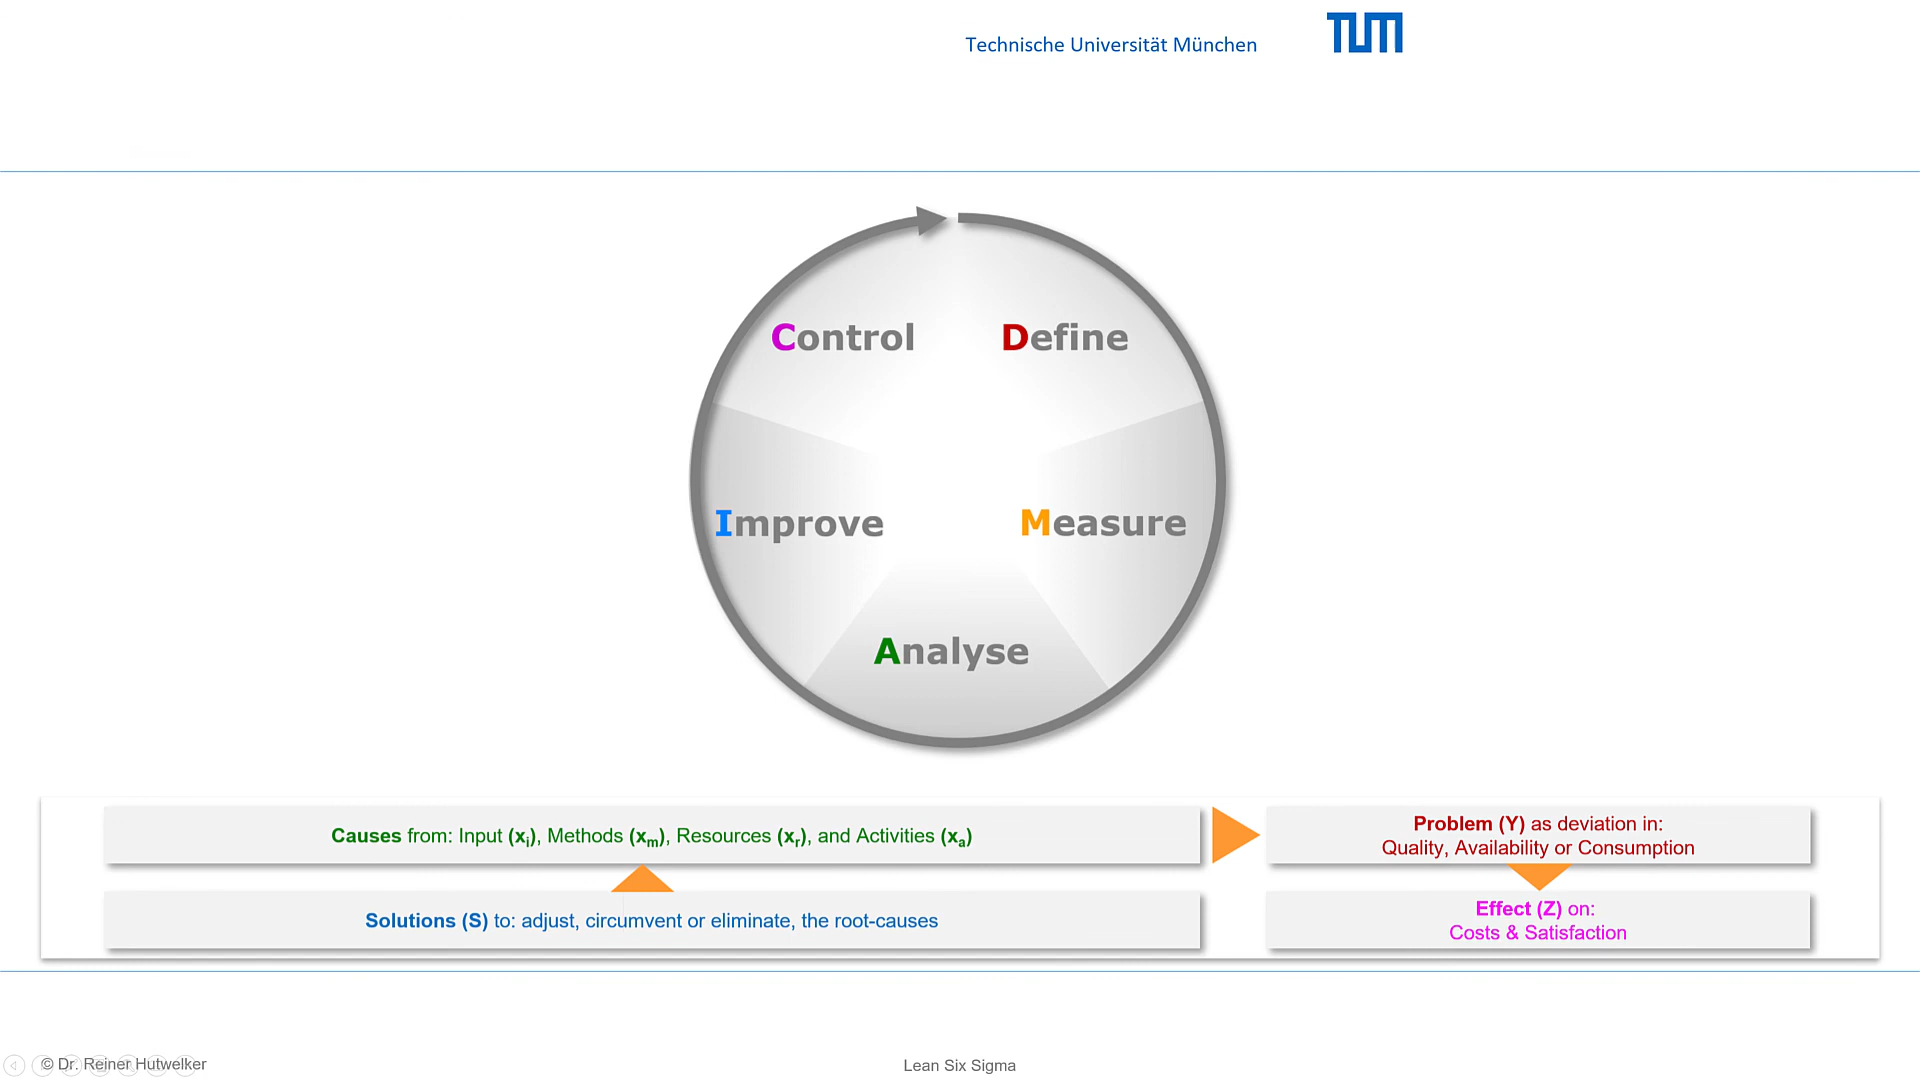 Technische Universität München
TUM
Control
Define
Improve
Measure
Analyse
Causes from: Input (xi), Methods (xm), Resources (xr), and Activities (xa)
Problem (Y) as deviation in:
Quality, Availability or Consumption
Solutions (S) to: adjust, circumvent or eliminate, the root-causes
Effect (Z) on:
Costs & Satisfaction
© Dr. Reiner Hutwelker
Lean Six Sigma